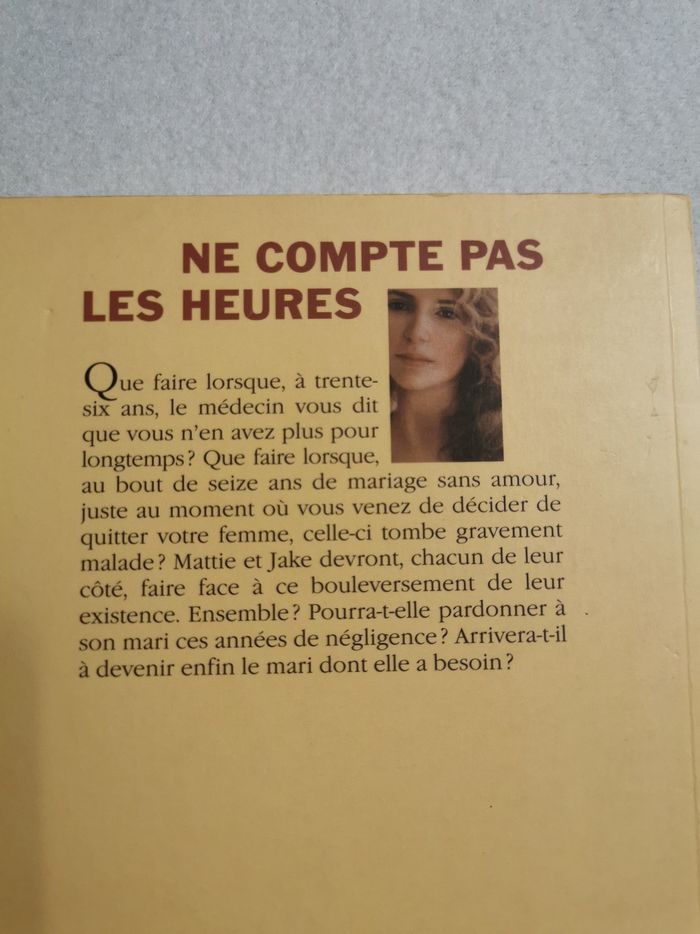 NE COMPTE PAS
LES HEURES
Que faire lorsque, à trente-
six ans, le médecin vous dit
que vous n'en avez plus pour
longtemps? Que faire lorsque,
au bout de seize ans de mariage sans amour,
juste au moment où vous venez de décider de
quitter votre femme, celle-ci tombe gravement
malade? Mattie et Jake devront, chacun de leur
côté, faire face à ce bouleversement de leur
existence. Ensemble? Pourra-t-elle pardonner à
son mari ces années de négligence? Arrivera-t-il
à devenir enfin le mari dont elle a besoin?